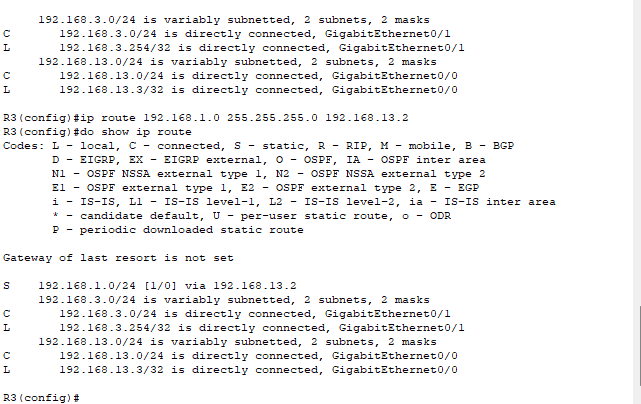 192.168.3.0/24 is variably subnetted, 2 subnets, 2 masks
C 192.168.3.0/24 is directly connected, GigabitEthernet0/1
L 192.168.3.254/32 is directly connected, GigabitEthernet0/1
192.168.13.0/24 is variably subnetted, 2 subnets, 2 masks
C 192.168.13.0/24 is directly connected, GigabitEthernet0/0
L 192.168.13.3/32 is directly connected, GigabitEthernet0/0
R3(config)#ip route 192.168.1.0 255.255.255.0 192.168.13.2
R3(config)#do show ip route
Codes: L - local, C - connected, S - static, R - RIP, M - mobile, B - BGP
D - EIGRP, EX - EIGRP external, O - OSPF, IA - OSPF inter area
N1 - OSPF NSSA external type 1, N2 - OSPF NSSA external type 2
E1 - OSPF external type 1, E2 - OSPF external type 2, E - EGP
i - IS-IS, L1 - IS-IS level-1, L2 - IS-IS level-2, ia - IS-IS inter area
* - candidate default, U - per-user static route, o - ODR
P - periodic downloaded static route
Gateway of last resort is not set
S 192.168.1.0/24 [1/0] via 192.168.13.2
192.168.3.0/24 is variably subnetted, 2 subnets, 2 masks
C 192.168.3.0/24 is directly connected, GigabitEthernet0/1
L 192.168.3.254/32 is directly connected, GigabitEthernet0/1
192.168.13.0/24 is variably subnetted, 2 subnets, 2 masks
C 192.168.13.0/24 is directly connected, GigabitEthernet0/0
L 192.168.13.3/32 is directly connected, GigabitEthernet0/0
R3(config)#